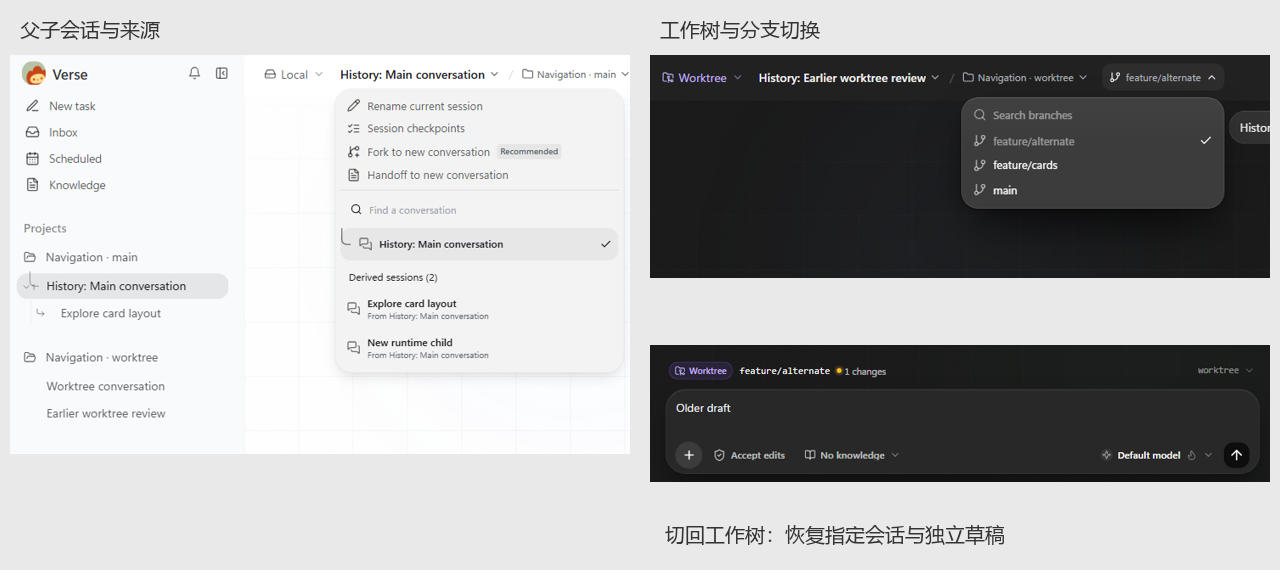 父子会话与来源
Verse
New task
Inbox
Scheduled
Knowledge
Projects
Navigation · main
History: Main conversation
Explore card layout
Navigation · worktree
Worktree conversation
Earlier worktree review
Local
History: Main conversation
/
Navigation · main
Rename current session
Session checkpoints
Fork to new conversation Recommended
Handoff to new conversation
Find a conversation
History: Main conversation
Derived sessions (2)
Explore card layout
From History: Main conversation
New runtime child
From History: Main conversation
工作树与分支切换
Worktree
History: Earlier worktree review
/
Navigation · worktree
feature/alternate
Search branches
feature/alternate
feature/cards
main
Histor
Worktree feature/alternate 1 changes
worktree
Older draft
Accept edits
No knowledge
Default model
切回工作树：恢复指定会话与独立草稿